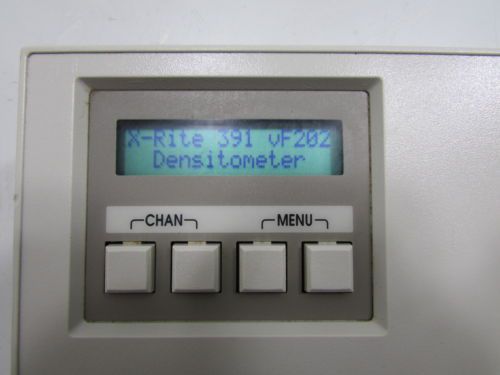 X-Rite 391 vF202
Densitometer
CHAN MENU